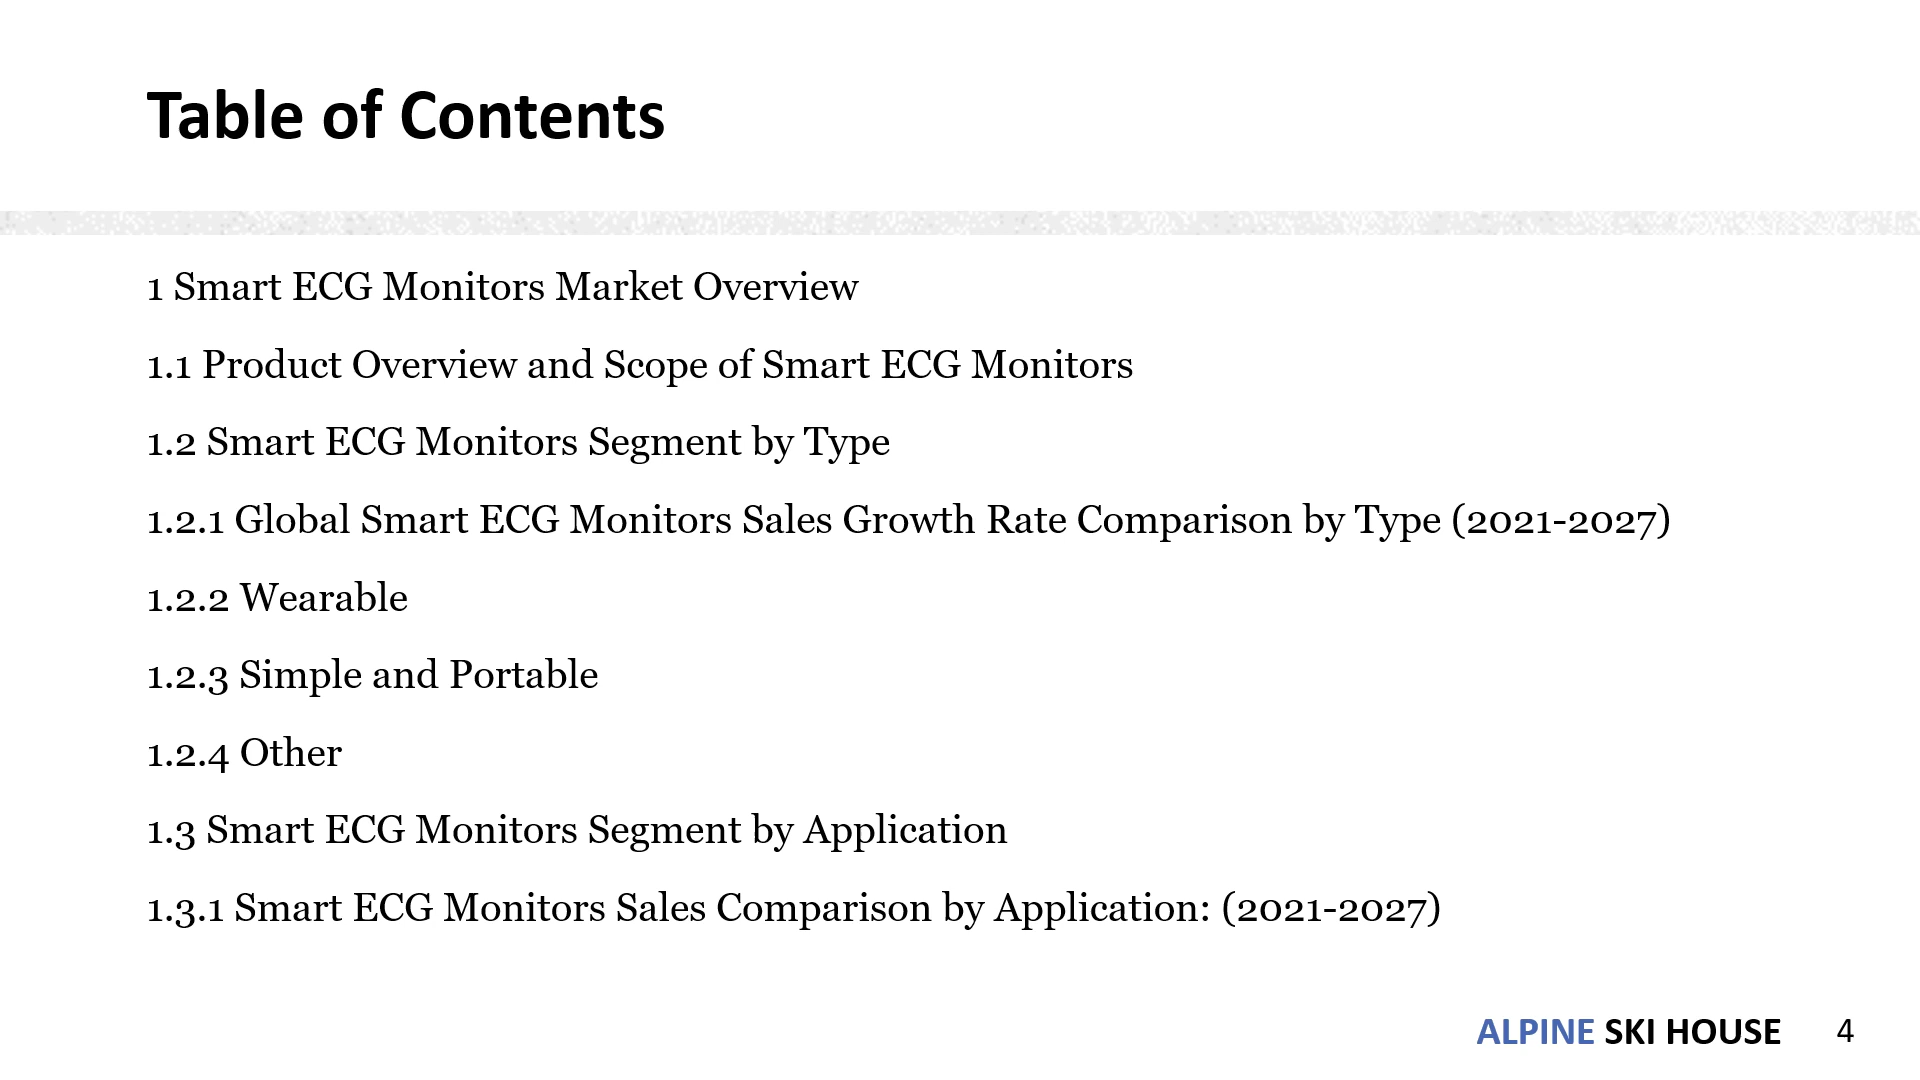 Table of Contents
1 Smart ECG Monitors Market Overview
1.1 Product Overview and Scope of Smart ECG Monitors
1.2 Smart ECG Monitors Segment by Type
1.2.1 Global Smart ECG Monitors Sales Growth Rate Comparison by Type (2021-2027)
1.2.2 Wearable
1.2.3 Simple and Portable
1.2.4 Other
1.3 Smart ECG Monitors Segment by Application
1.3.1 Smart ECG Monitors Sales Comparison by Application: (2021-2027)
ALPINE SKI HOUSE 4